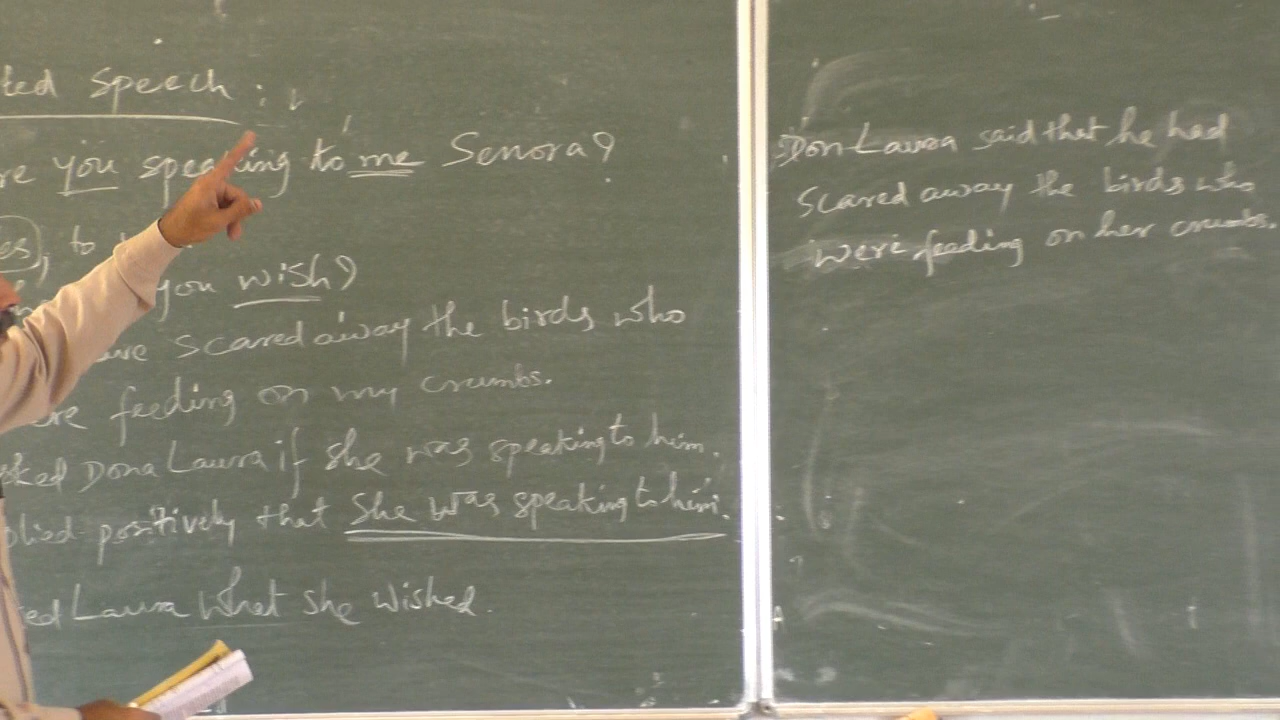 ted speech :
re you speaking to me Senora?
es, to
you wish?
ave scared away the birds who
ere feeding on my crumbs.
sked Dona Laura if she was speaking to him.
plied positively that She was speaking to him.
ed Laura what she wished.
Don Laura said that he had
scared away the birds who
were feeding on her crumbs.